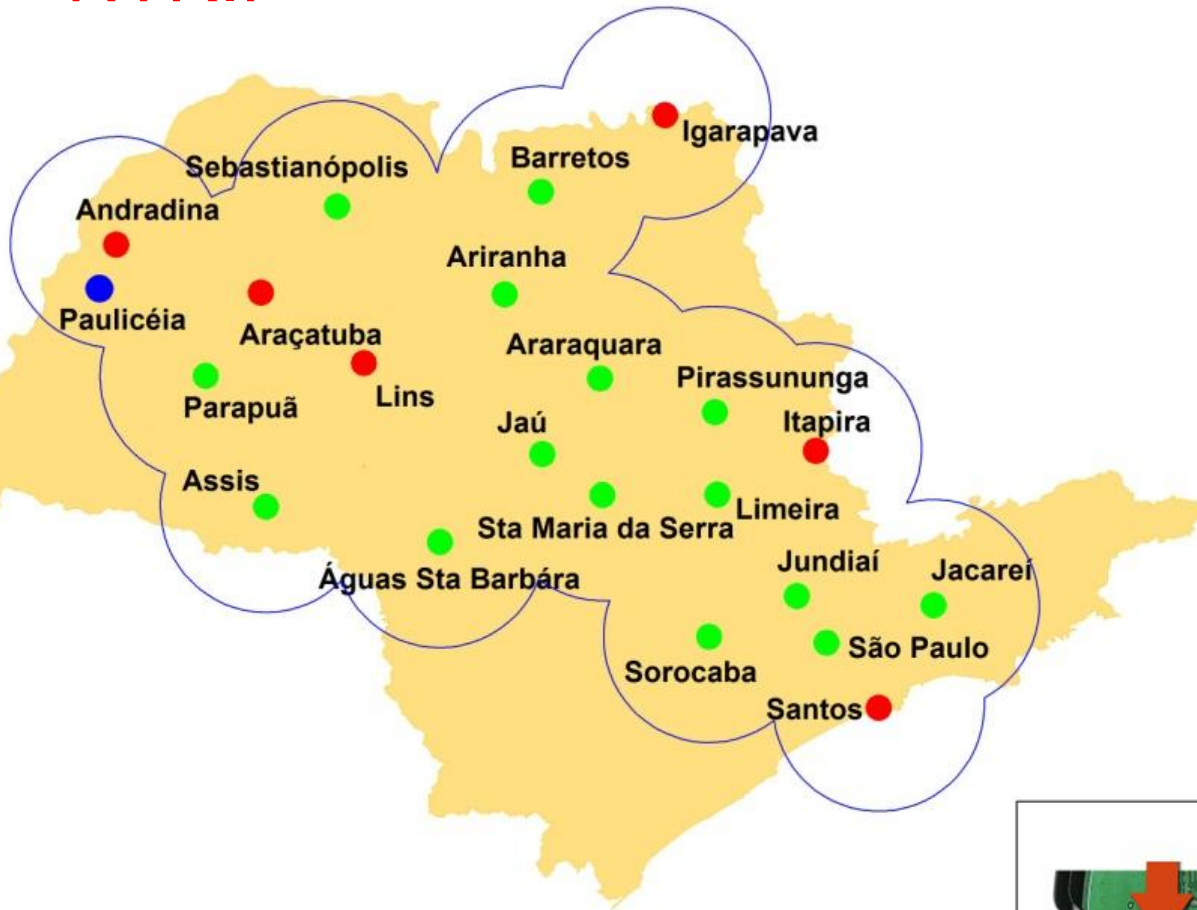 Igarapava
Barretos
Sebastianópolis
Andradina
Ariranha
Paulicéia
Araçatuba
Araraquara
Pirassununga
Lins
Parapuã
Jaú
Itapira
Assis
Limeira
Sta Maria da Serra
Jundiaí
Jacareí
Águas Sta Barbára
São Paulo
Sorocaba
Santos